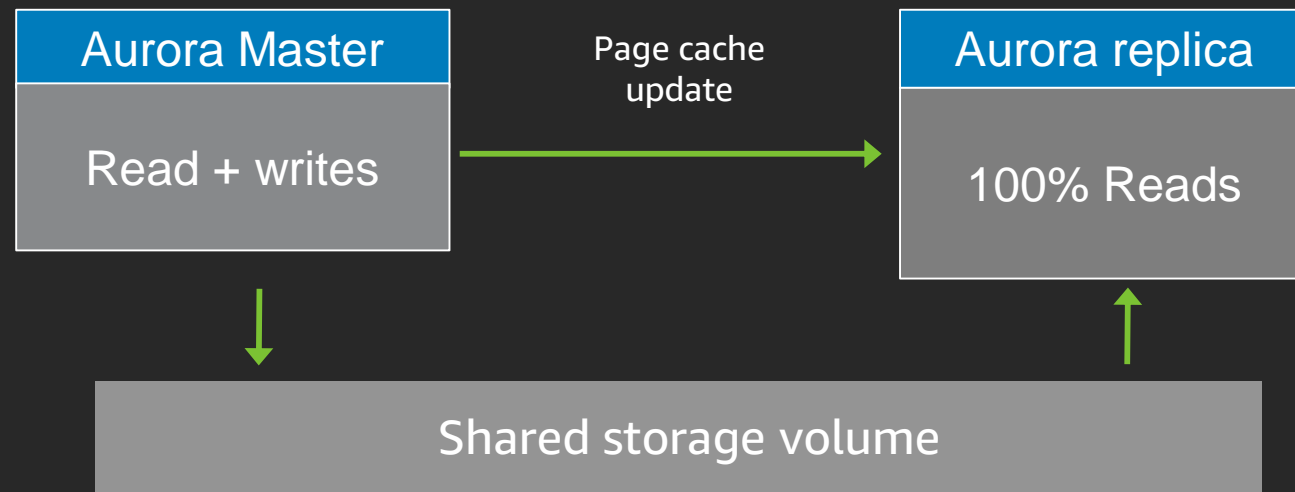 Aurora Master
Read + writes
Page cache
update
Aurora replica
100% Reads
Shared storage volume